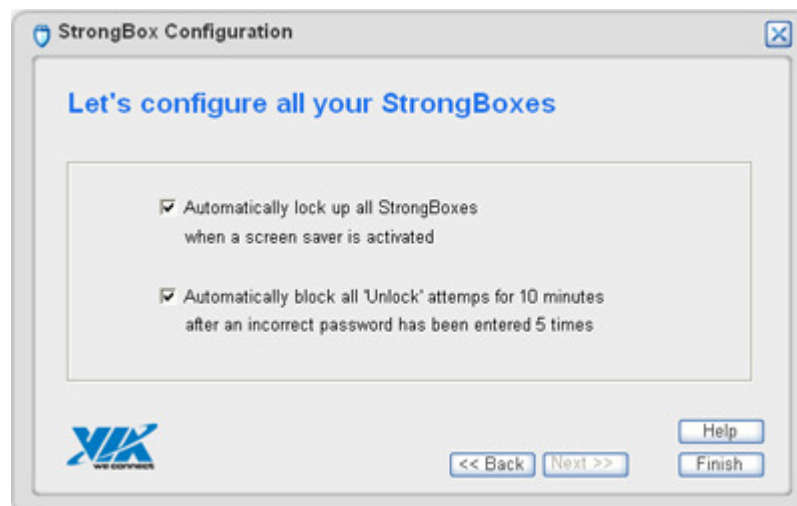 StrongBox Configuration
Let's configure all your StrongBoxes
Automatically lock up all StrongBoxes
when a screen saver is activated
Automatically block all 'Unlock' attemps for 10 minutes
after an incorrect password has been entered 5 times
VIA
we connect
Help
<< Back
Next >>
Finish